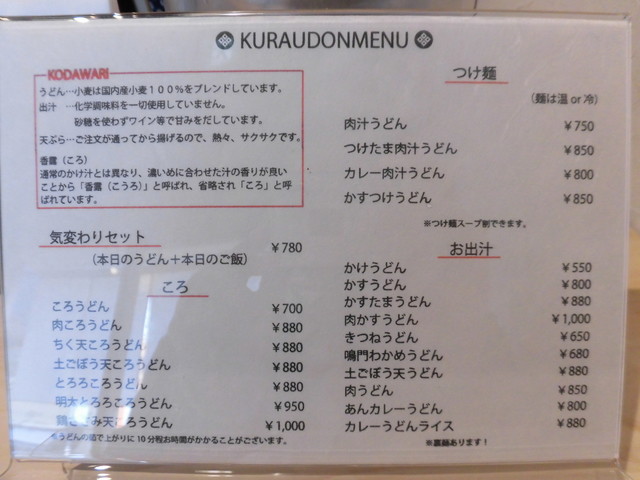 KURAUDONMENU
KODAWARI
うどん…小麦は国内産小麦１００％をブレンドしています。
出汁 …化学調味料を一切使用していません。
砂糖を使わずワイン等で甘みをだしています。
天ぷら…ご注文が通ってから揚げるので、熱々、サクサクです。
香露（ころ）
通常のかけ汁とは異なり、濃いめに合わせた汁の香りが良い
ことから「香露（こうろ）」と呼ばれ、省略され「ころ」と呼
ばれています。
気変わりセット ¥780
（本日のうどん＋本日のご飯）
ころ
ころうどん ¥700
肉ころうどん ¥880
ちく天ころうどん ¥880
土ごぼう天ころうどん ¥880
とろろころうどん ¥880
明太とろろころうどん ¥950
鶏ささみ天ころうどん ¥1,000
※うどんの茹で上がりに10分程お時間がかかることがございます。
つけ麺
（麺は温 or 冷）
肉汁うどん ¥750
つけたま肉汁うどん ¥850
カレー肉汁うどん ¥800
かすつけうどん ¥850
※つけ麺スープ割できます。
お出汁
かけうどん ¥550
かすうどん ¥800
かすたまうどん ¥880
肉かすうどん ¥1,000
きつねうどん ¥650
鳴門わかめうどん ¥680
土ごぼう天うどん ¥880
肉うどん ¥850
あんカレーうどん ¥800
カレーうどんライス ¥880
※裏麺あります！